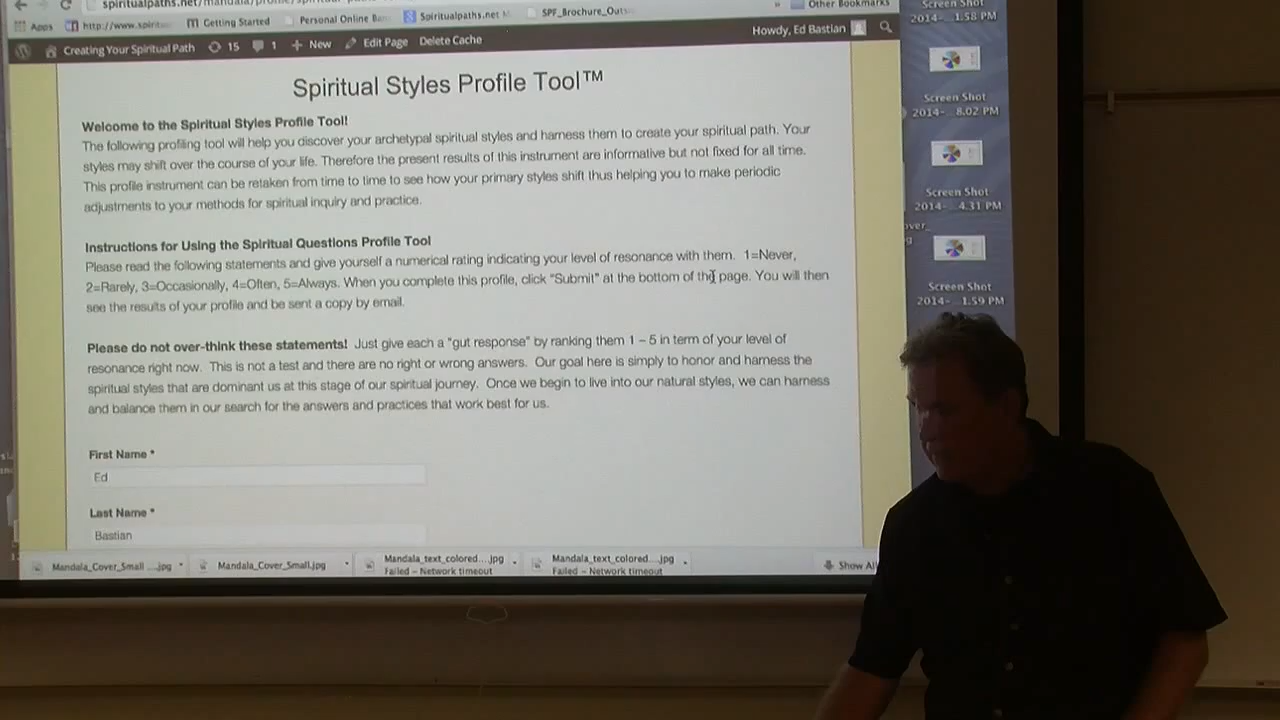 spiritualpaths.net/mandala/profile/spiritual-
Apps
http://www.spiritu
Getting Started
Personal Online Ban
Spiritualpaths.net M
SPF_Brochure_Outs
»
Other Bookmarks
Creating Your Spiritual Path
15
1
+ New
Edit Page
Delete Cache
Howdy, Ed Bastian
Spiritual Styles Profile Tool™
Welcome to the Spiritual Styles Profile Tool!
The following profiling tool will help you discover your archetypal spiritual styles and harness them to create your spiritual path. Your
styles may shift over the course of your life. Therefore the present results of this instrument are informative but not fixed for all time.
This profile instrument can be retaken from time to time to see how your primary styles shift thus helping you to make periodic
adjustments to your methods for spiritual inquiry and practice.
Instructions for Using the Spiritual Questions Profile Tool
Please read the following statements and give yourself a numerical rating indicating your level of resonance with them. 1=Never,
2=Rarely, 3=Occasionally, 4=Often, 5=Always. When you complete this profile, click "Submit" at the bottom of the page. You will then
see the results of your profile and be sent a copy by email.
Please do not over-think these statements! Just give each a "gut response" by ranking them 1 – 5 in term of your level of
resonance right now. This is not a test and there are no right or wrong answers. Our goal here is simply to honor and harness the
spiritual styles that are dominant us at this stage of our spiritual journey. Once we begin to live into our natural styles, we can harness
and balance them in our search for the answers and practices that work best for us.
First Name *
Ed
Last Name *
Bastian
Mandala_Cover_Small ....jpg
Mandala_Cover_Small.jpg
Mandala_text_colored....jpg
Failed – Network timeout
Mandala_text_colored....jpg
Failed – Network timeout
Show All
Screen Shot
2014-...1.58 PM
Screen Shot
2014-...8.02 PM
Screen Shot
2014-...4.31 PM
Screen Shot
2014-...1.59 PM